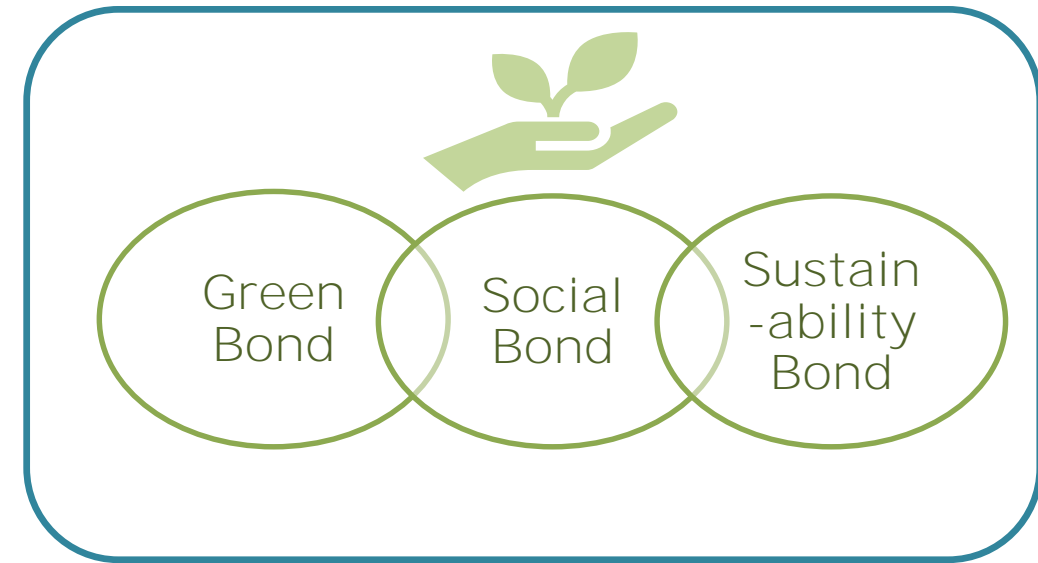 Green
Bond
Social
Bond
Sustain
-ability
Bond